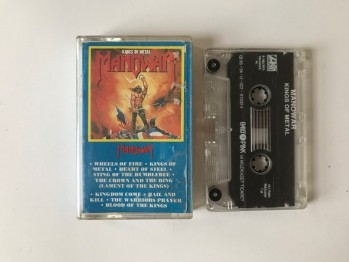 KINGS OF METAL
MANOWAR
MANOWAR
• WHEELS OF FIRE • KINGS OF
METAL • HEART OF STEEL •
STING OF THE BUMBLEBEE •
THE CROWN AND THE RING
(LAMENT OF THE KINGS)
• KINGDOM COME • HAIL AND
KILL • THE WARRIORS PRAYER
• BLOOD OF THE KINGS
MANOWAR
KINGS OF METAL